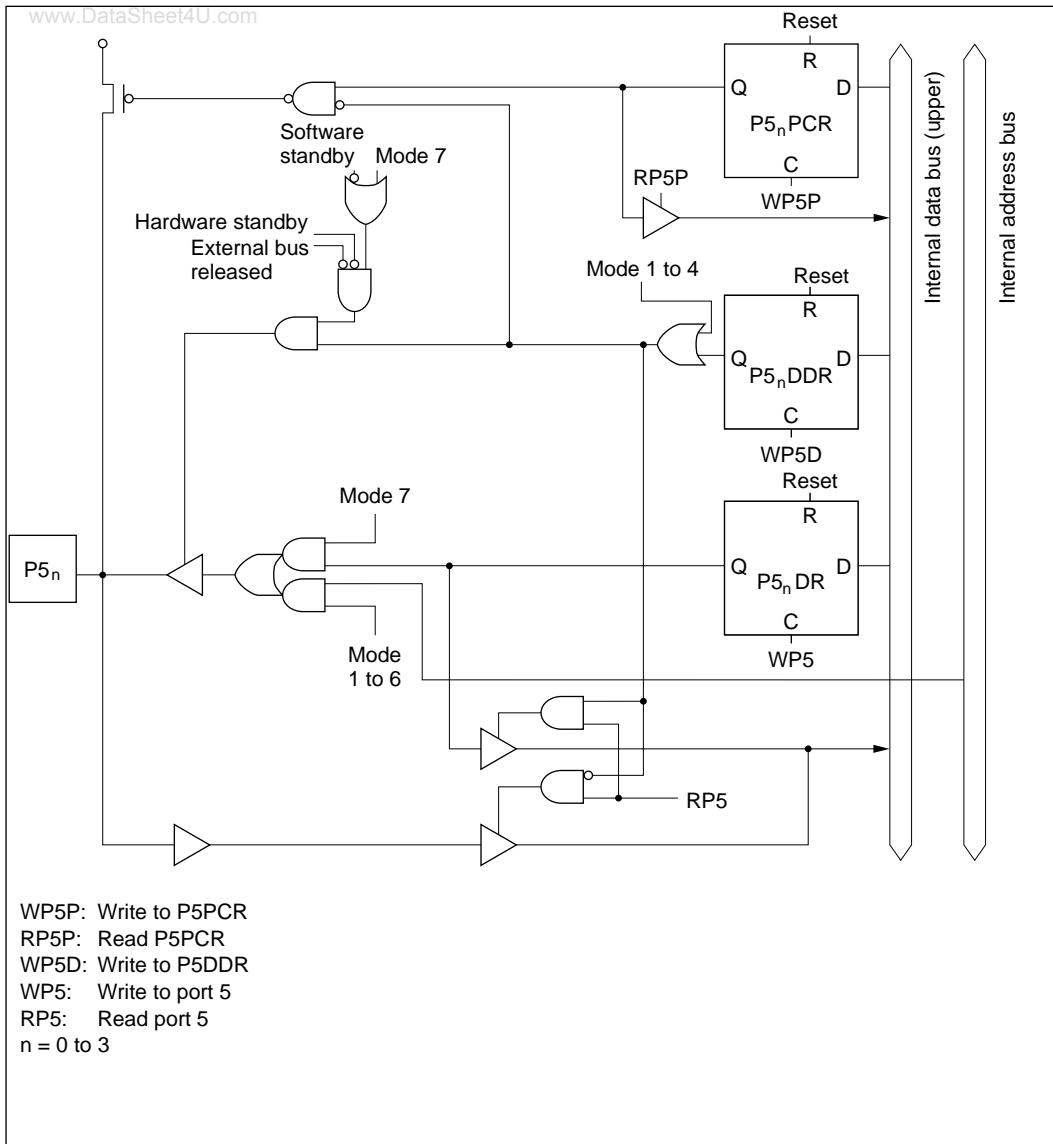 www.DataSheet4U.com
Reset
R
Q
D
P5nPCR
C
WP5P
Software
standby
Mode 7
RP5P
Hardware standby
External bus
released
Mode 1 to 4
Reset
R
Q
D
P5nDDR
C
WP5D
Internal data bus (upper)
Internal address bus
Mode 7
Reset
R
Q
D
P5n DR
C
WP5
P5n
Mode
1 to 6
RP5
WP5P: Write to P5PCR
RP5P: Read P5PCR
WP5D: Write to P5DDR
WP5: Write to port 5
RP5: Read port 5
n = 0 to 3